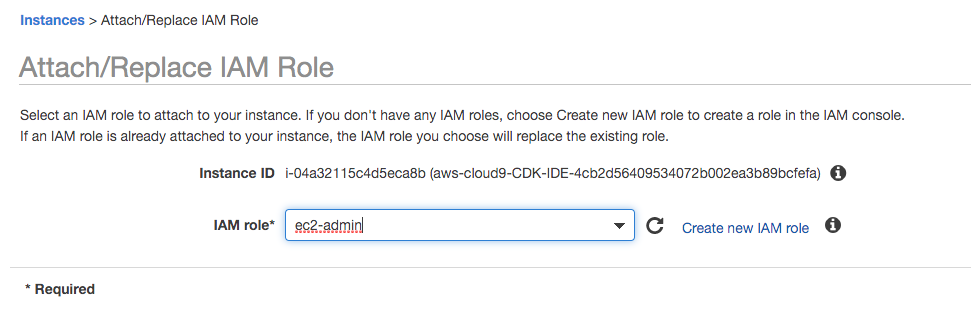 Instances > Attach/Replace IAM Role
Attach/Replace IAM Role
Select an IAM role to attach to your instance. If you don't have any IAM roles, choose Create new IAM role to create a role in the IAM console.
If an IAM role is already attached to your instance, the IAM role you choose will replace the existing role.
Instance ID i-04a32115c4d5eca8b (aws-cloud9-CDK-IDE-4cb2d56409534072b002ea3b89bcfefa)
IAM role* ec2-admin Create new IAM role
* Required